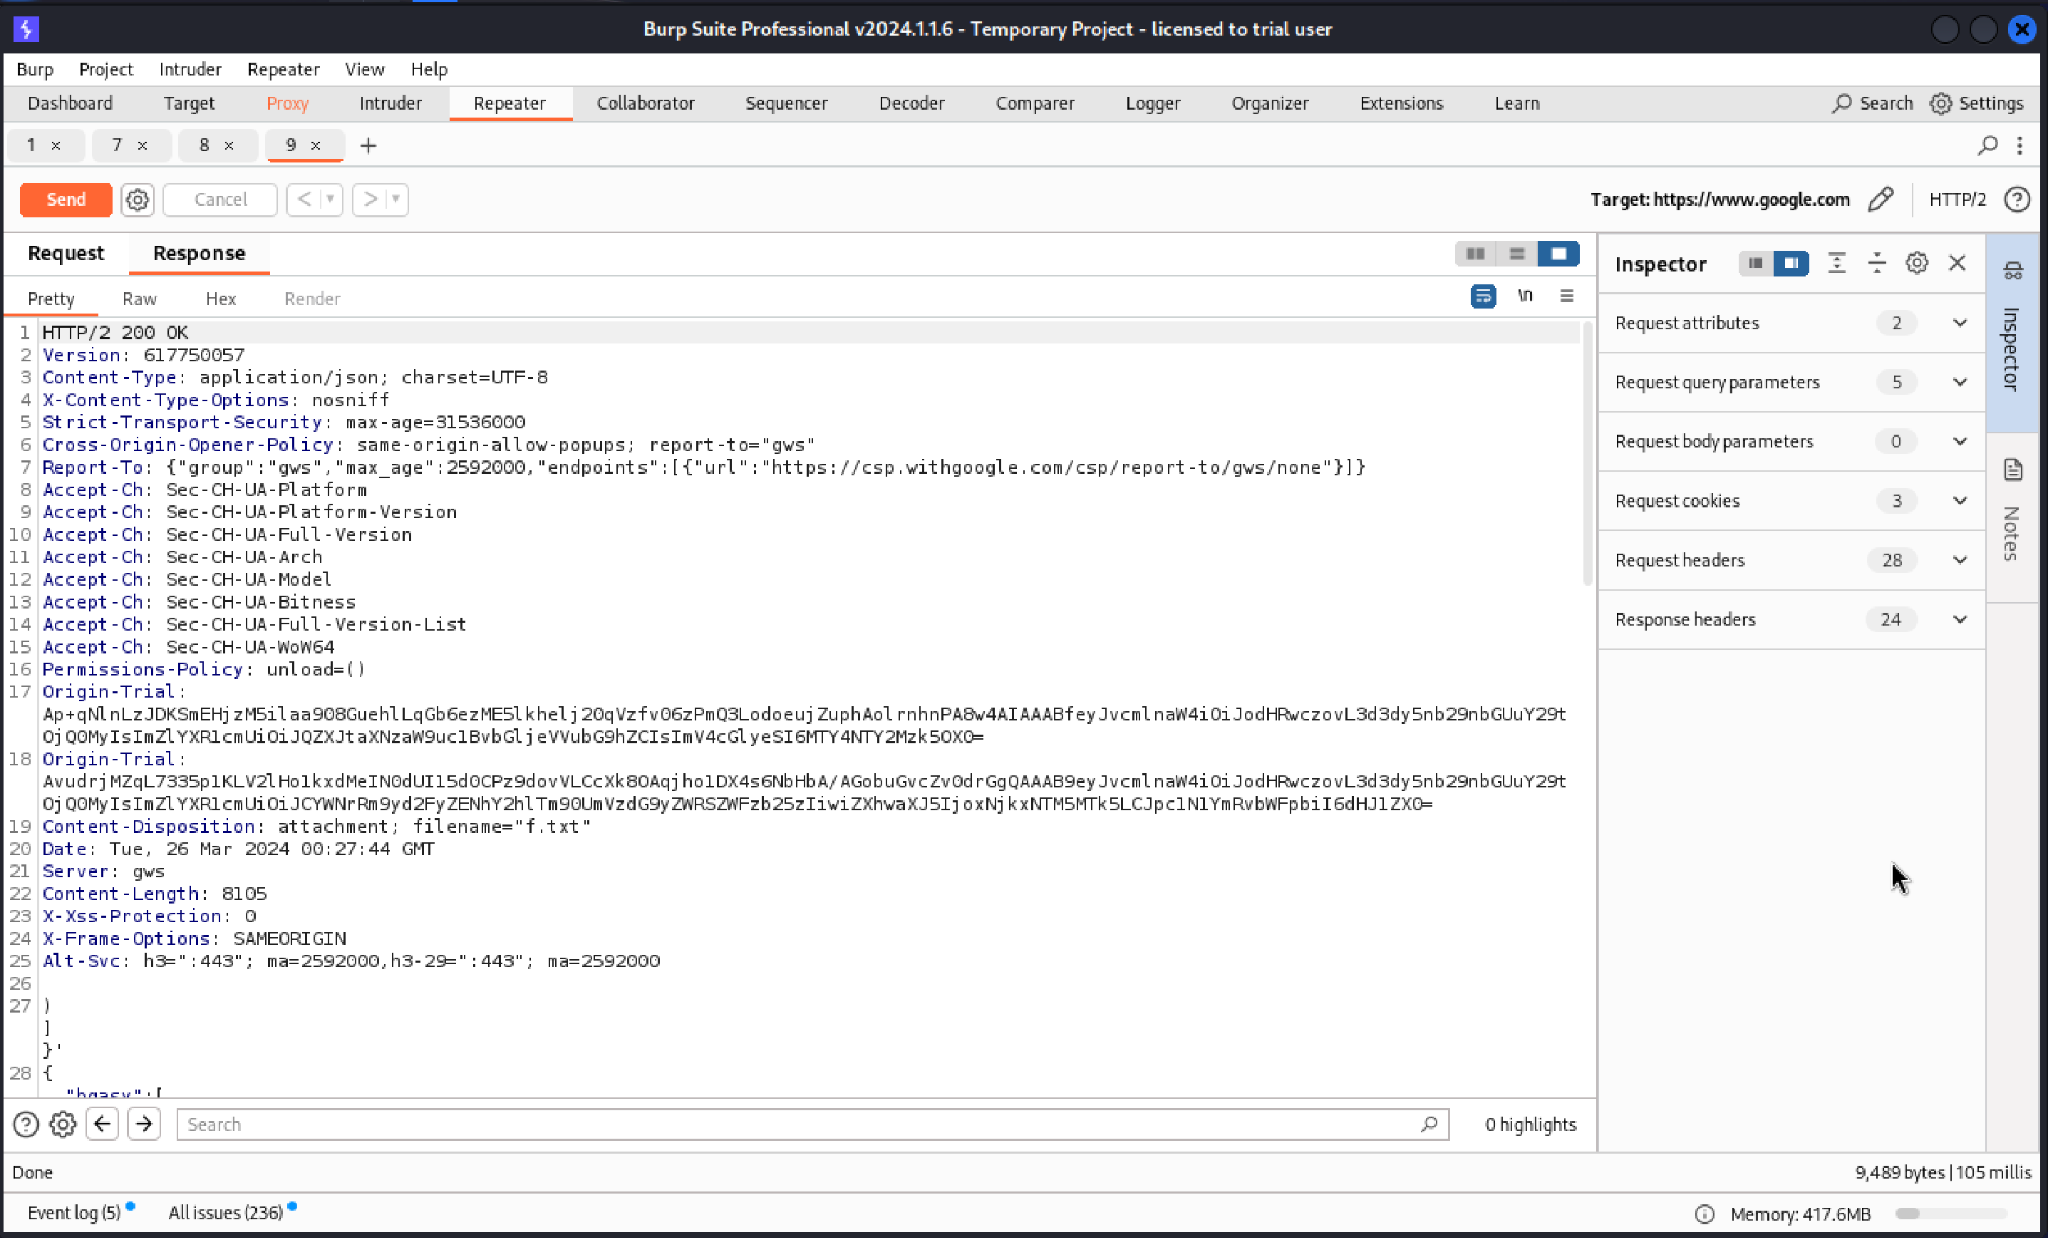 Burp Suite Professional v2024.1.1.6 - Temporary Project - licensed to trial user
Burp Project Intruder Repeater View Help
Dashboard Target Proxy Intruder Repeater Collaborator Sequencer Decoder Comparer Logger Organizer Extensions Learn Search Settings
1 × 7 × 8 × 9 × +
Send Cancel < > Target: https://www.google.com HTTP/2
Request Response
Pretty Raw Hex Render \n
1 HTTP/2 200 OK
2 Version: 617750057
3 Content-Type: application/json; charset=UTF-8
4 X-Content-Type-Options: nosniff
5 Strict-Transport-Security: max-age=31536000
6 Cross-Origin-Opener-Policy: same-origin-allow-popups; report-to="gws"
7 Report-To: {"group":"gws","max_age":2592000,"endpoints":[{"url":"https://csp.withgoogle.com/csp/report-to/gws/none"}]}
8 Accept-Ch: Sec-CH-UA-Platform
9 Accept-Ch: Sec-CH-UA-Platform-Version
10 Accept-Ch: Sec-CH-UA-Full-Version
11 Accept-Ch: Sec-CH-UA-Arch
12 Accept-Ch: Sec-CH-UA-Model
13 Accept-Ch: Sec-CH-UA-Bitness
14 Accept-Ch: Sec-CH-UA-Full-Version-List
15 Accept-Ch: Sec-CH-UA-WoW64
16 Permissions-Policy: unload=()
17 Origin-Trial:
Ap+qNlnLzJDKSmEHjzM5ilaa908GuehlLqGb6ezME5lkhelj20qVzfv06zPmQ3LodoeujZuphAolrnhnPA8w4AIAAABfeyJvcmlnaW4iOiJodHRwczovL3d3dy5nb29nbGUuY29t
OjQ0MyIsImZlYXR1cmUiOiJQZXJtaXNzaW9uc1BvbGljeVVubG9hZCIsImV4cGlyeSI6MTY4NTY2Mzk5OX0=
18 Origin-Trial:
AvudrjMZqL7335p1KLV2lHo1kxdMeIN0dUI15d0CPz9dovVLCcXk8OAqjho1DX4s6NbHbA/AGobuGvcZv0drGgQAAAB9eyJvcmlnaW4iOiJodHRwczovL3d3dy5nb29nbGUuY29t
OjQ0MyIsImZlYXR1cmUiOiJCYWNrRm9yd2FyZENhY2hlTm90UmVzdG9yZWRSZWFzb25zIiwiZXhwaXJ5IjoxNjkxNTM5MTk5LCJpc1N1YmRvbWFpbiI6dHJ1ZX0=
19 Content-Disposition: attachment; filename="f.txt"
20 Date: Tue, 26 Mar 2024 00:27:44 GMT
21 Server: gws
22 Content-Length: 8105
23 X-Xss-Protection: 0
24 X-Frame-Options: SAMEORIGIN
25 Alt-Svc: h3=":443"; ma=2592000,h3-29=":443"; ma=2592000
26
27 )
]
}'
28 {
Search 0 highlights
Inspector
Request attributes 2
Request query parameters 5
Request body parameters 0
Request cookies 3
Request headers 28
Response headers 24
Inspector
Notes
Done 9,489 bytes | 105 millis
Event log (5) All issues (236) Memory: 417.6MB